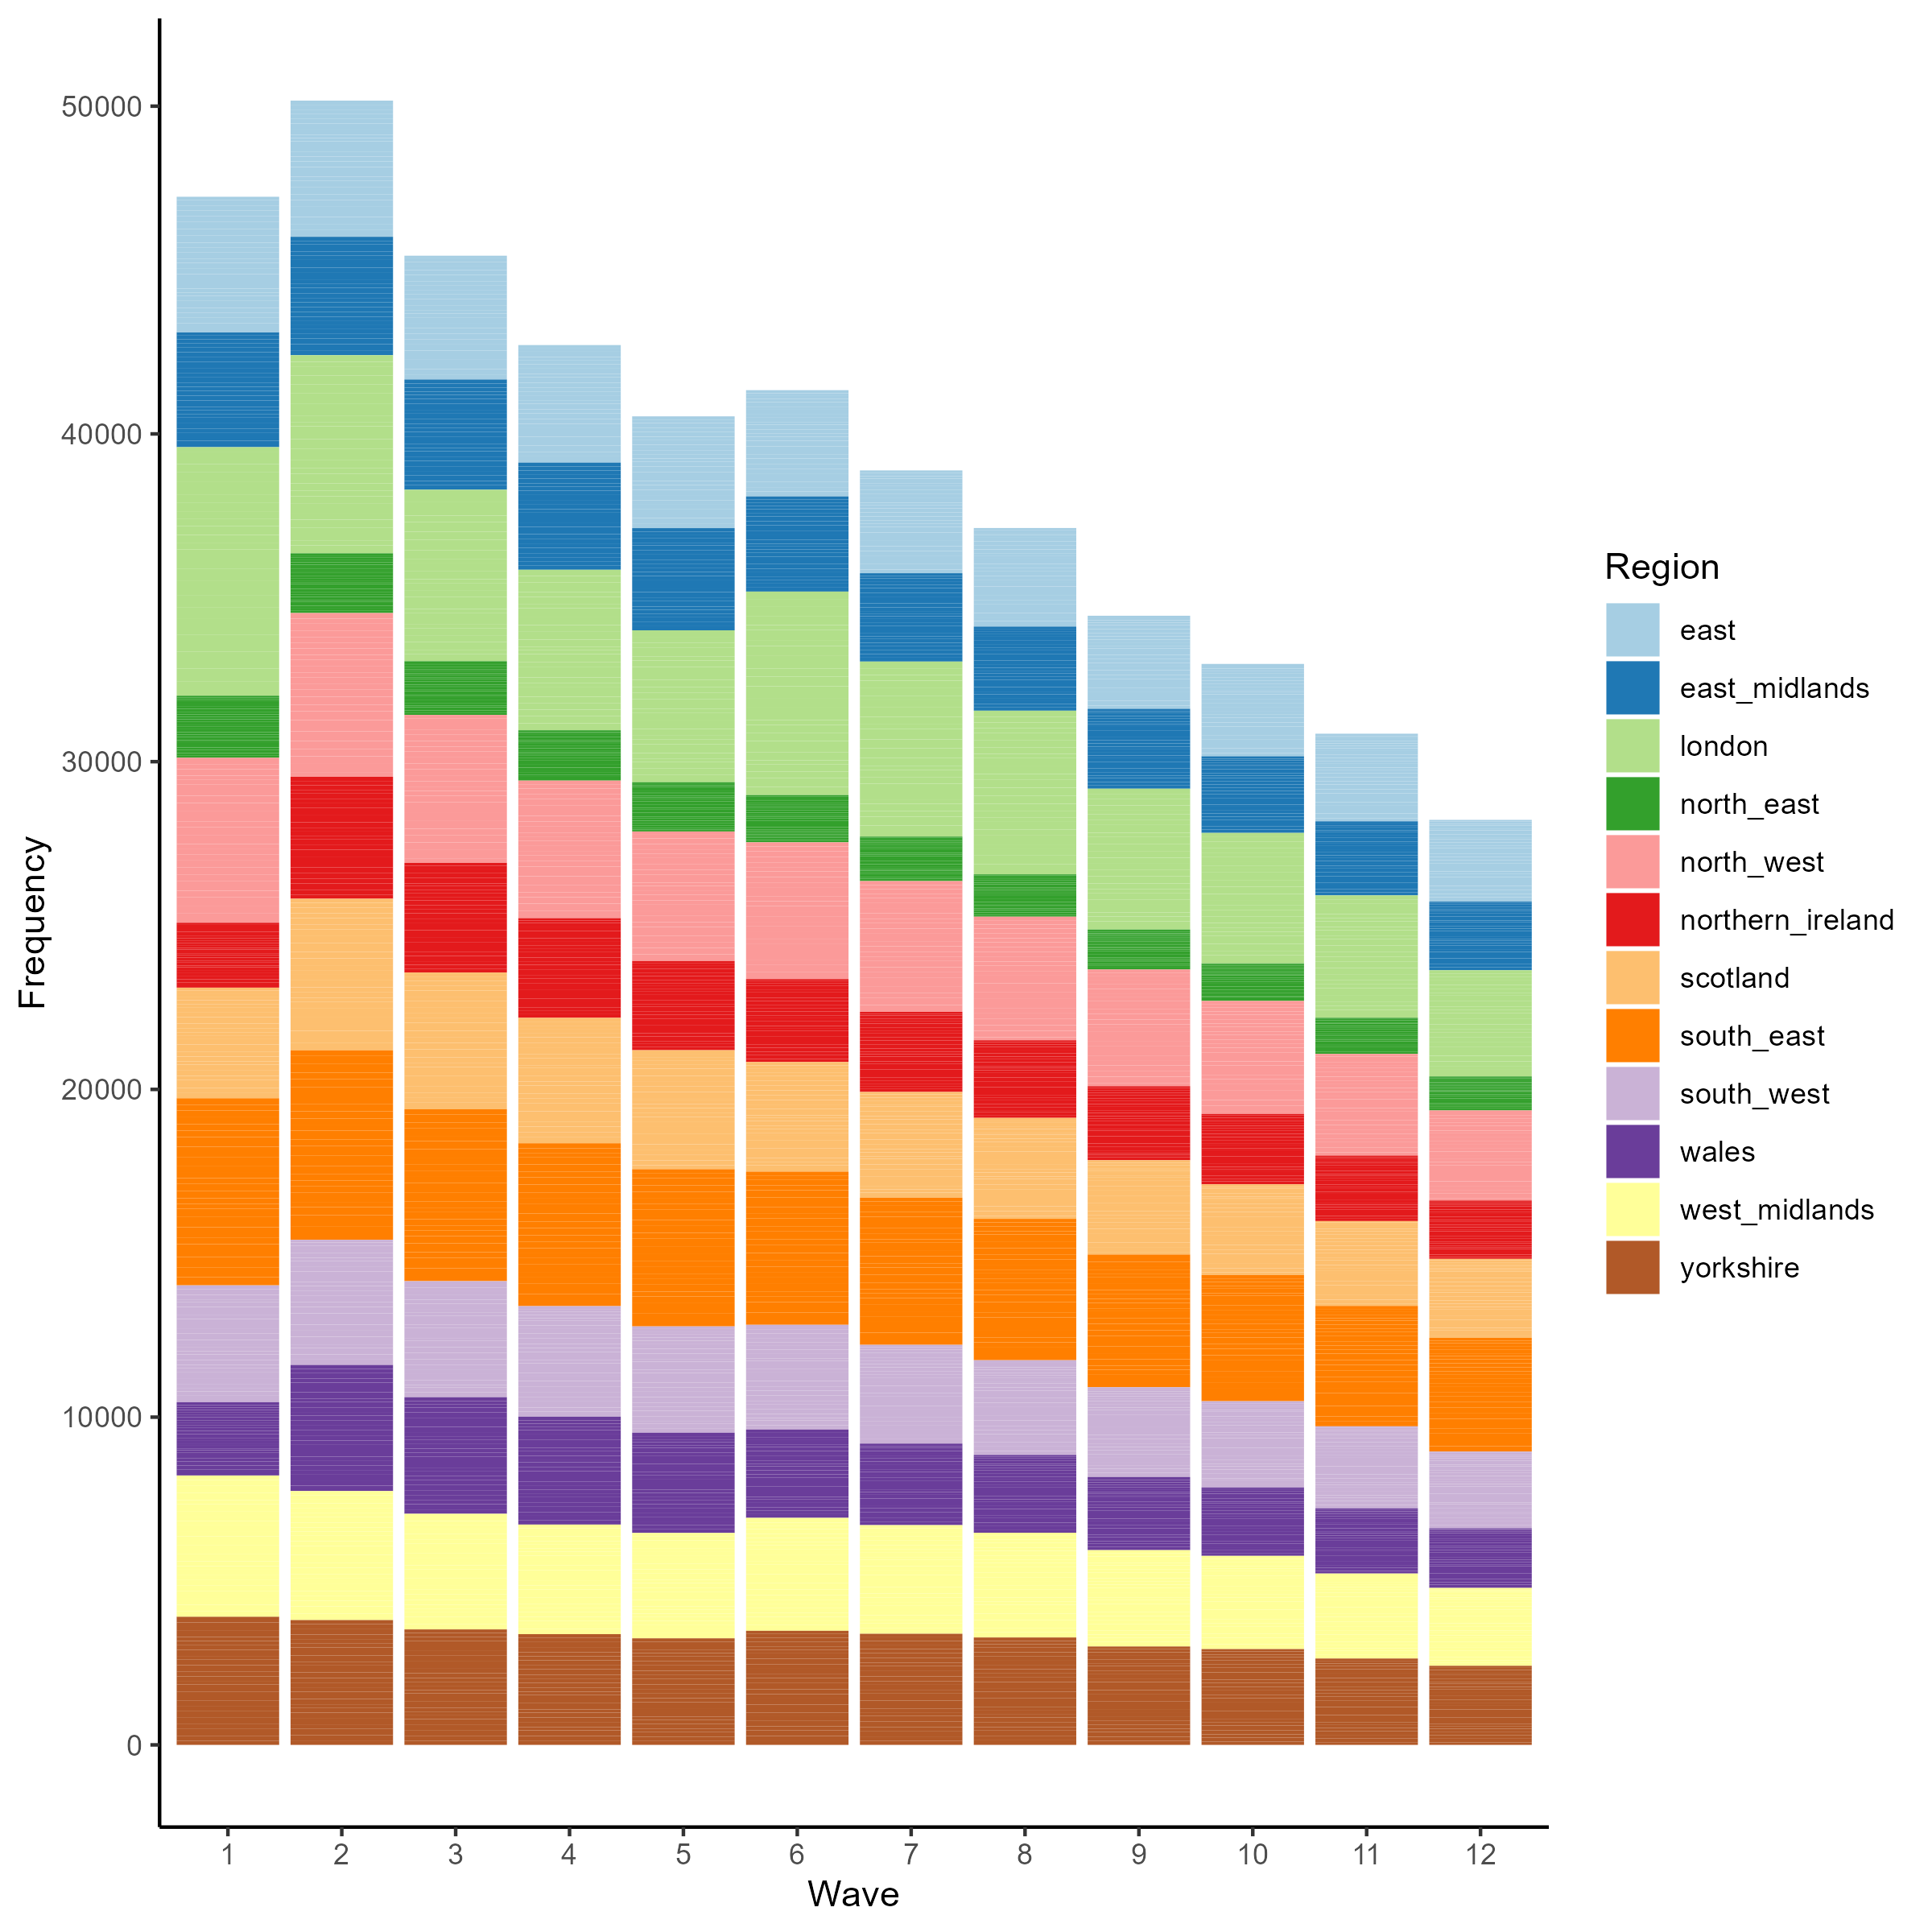 Frequency
50000
40000
30000
20000
10000
0
1 2 3 4 5 6 7 8 9 10 11 12
Wave
Region
east
east_midlands
london
north_east
north_west
northern_ireland
scotland
south_east
south_west
wales
west_midlands
yorkshire